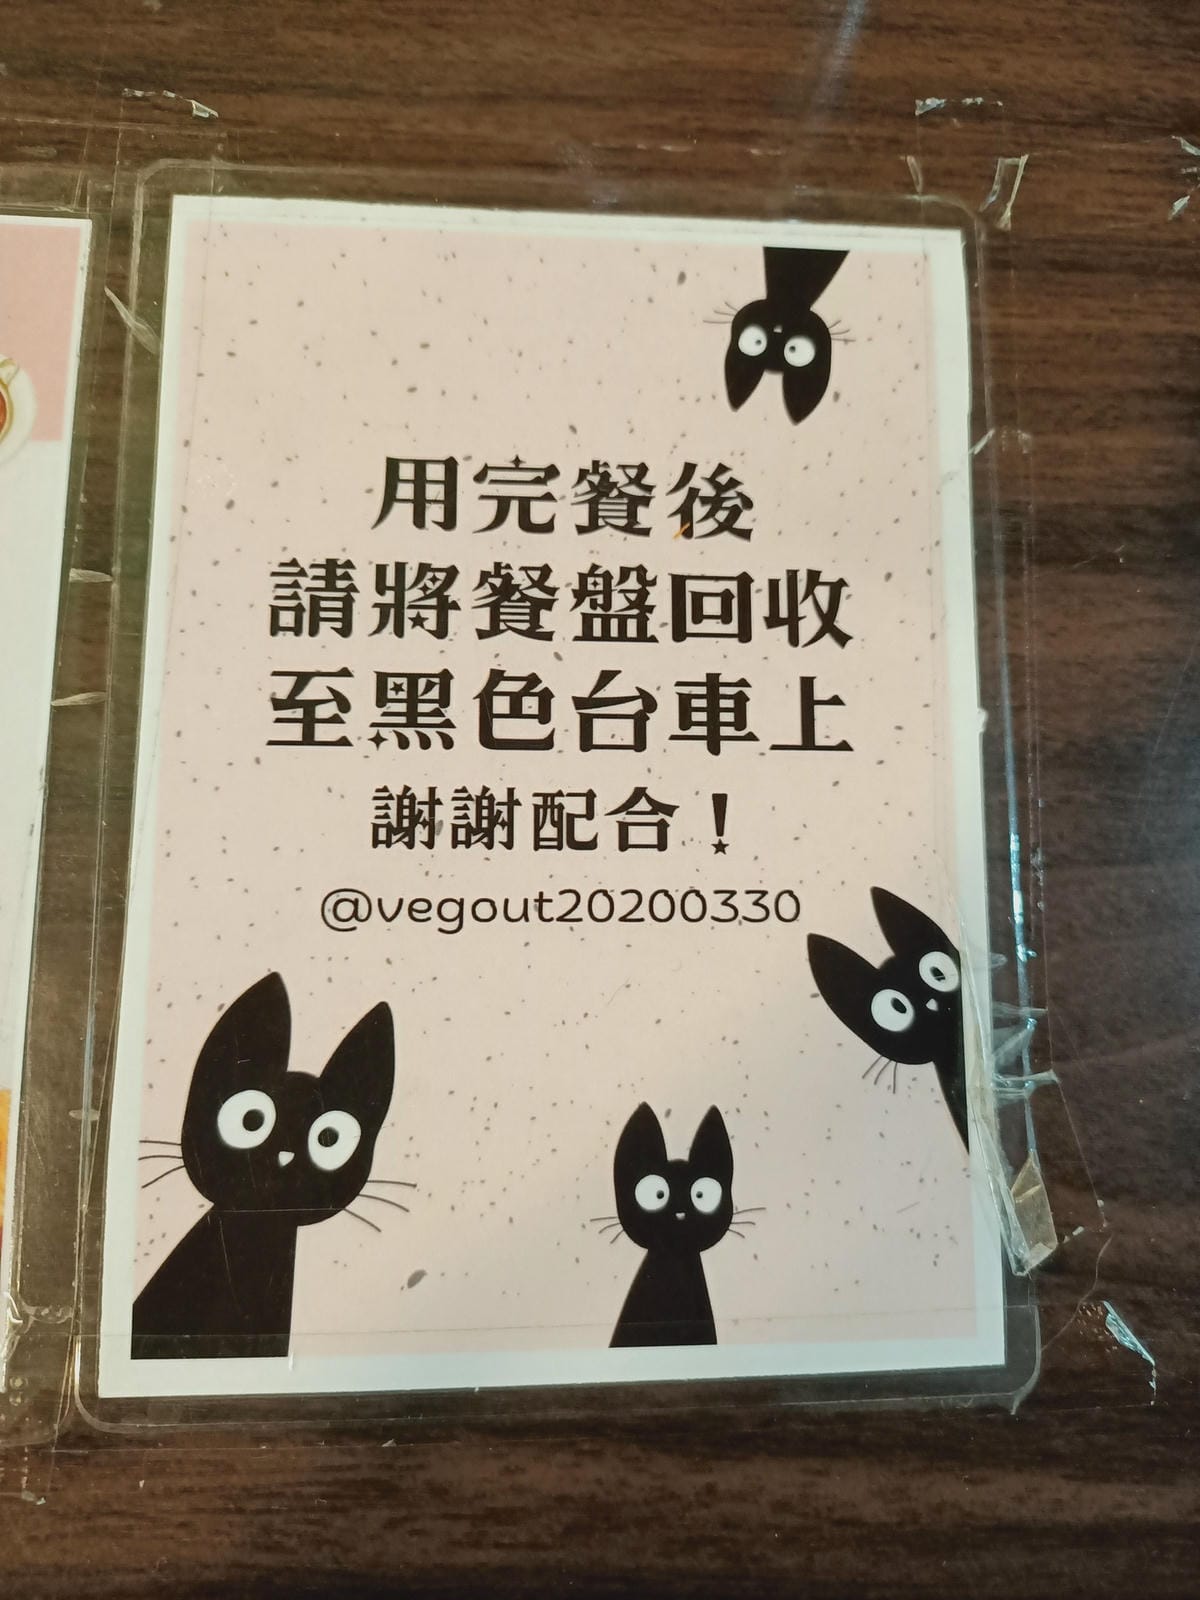 用完餐後
請將餐盤回收
至黑色台車上
謝謝配合！
@vegout20200330